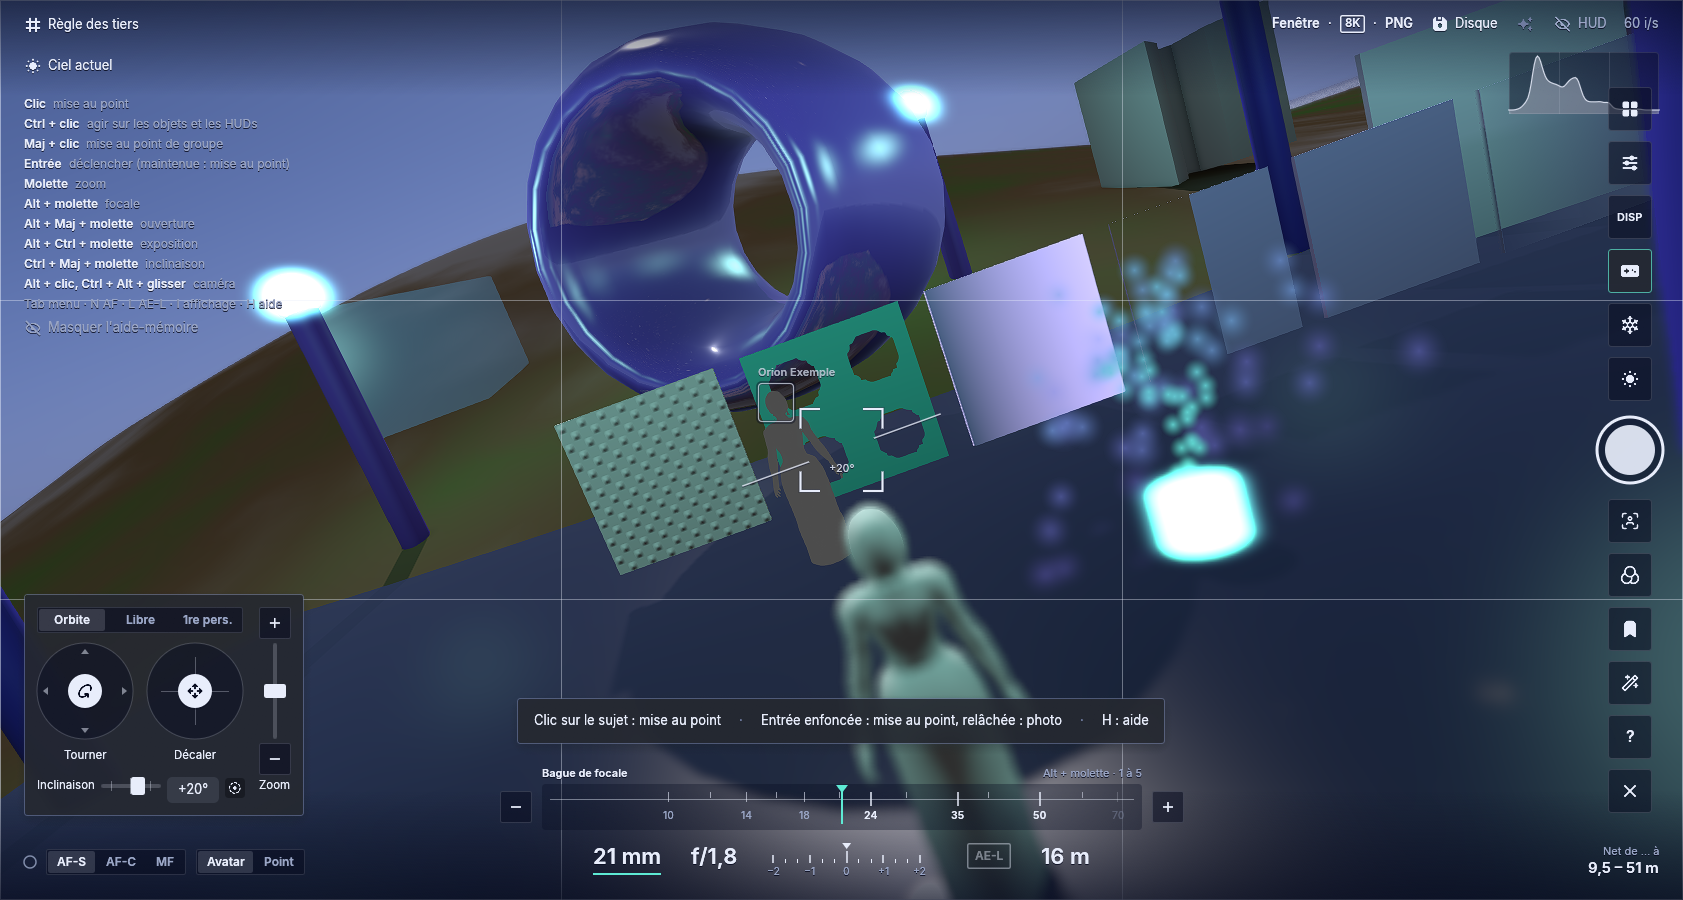 Règle des tiers
Fenêtre · 8K · PNG Disque HUD 60 i/s
Ciel actuel
Clic mise au point
Ctrl + clic agir sur les objets et les HUDs
Maj + clic mise au point de groupe
Entrée déclencher (maintenue : mise au point)
Molette zoom
Alt + molette focale
Alt + Maj + molette ouverture
Alt + Ctrl + molette exposition
Ctrl + Maj + molette inclinaison
Alt + clic, Ctrl + Alt + glisser caméra
Tab menu · N AF · L AE-L · I affichage · H aide
Masquer l'aide-mémoire
DISP
Orion Exemple
+20°
Orbite Libre 1re pers.
+
Tourner Décaler
−
Inclinaison +20° Zoom
Clic sur le sujet : mise au point · Entrée enfoncée : mise au point, relâchée : photo · H : aide
?
Bague de focale Alt + molette · 1 à 5
− 10 14 18 24 35 50 70 +
AF-S AF-C MF Avatar Point
21 mm f/1,8 −2 −1 0 +1 +2 AE-L 16 m
Net de ... à
9,5 – 51 m